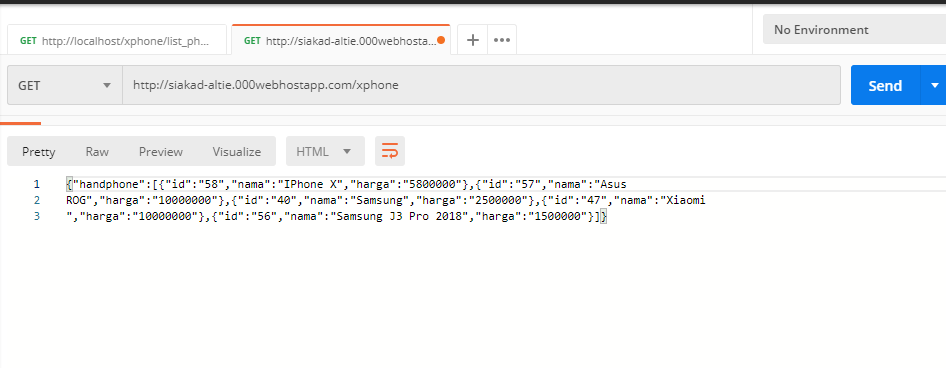 No Environment
GET http://localhost/xphone/list_ph...
GET http://siakad-altie.000webhosta...
GET
http://siakad-altie.000webhostapp.com/xphone
Send
Pretty Raw Preview Visualize HTML
1 {"handphone":[{"id":"58","nama":"IPhone X","harga":"5800000"},{"id":"57","nama":"Asus
2 ROG","harga":"10000000"},{"id":"40","nama":"Samsung","harga":"2500000"},{"id":"47","nama":"Xiaomi
3 ","harga":"10000000"},{"id":"56","nama":"Samsung J3 Pro 2018","harga":"1500000"}]}